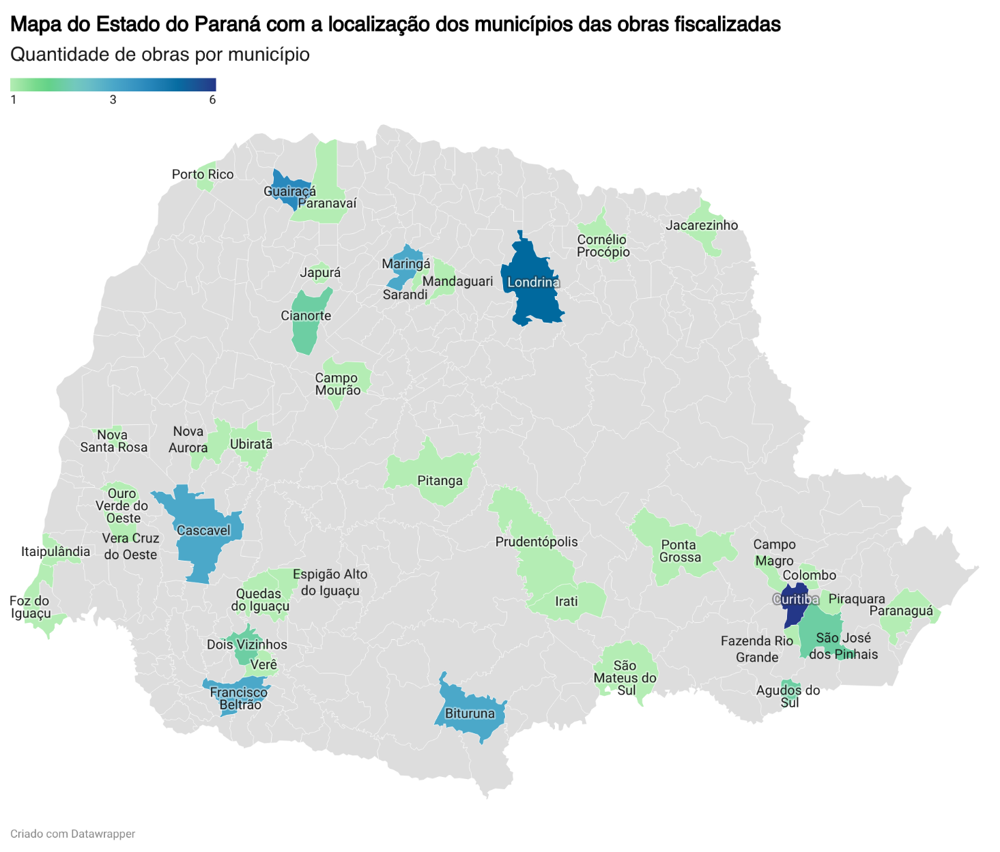 Mapa do Estado do Paraná com a localização dos municípios das obras fiscalizadas
Quantidade de obras por município
1 3 6
Porto Rico
Guairaçá
Paranavaí
Jacarezinho
Cornélio
Procópio
Japurá
Maringá
Mandaguari
Londrina
Sarandi
Cianorte
Campo
Mourão
Nova
Santa Rosa
Nova
Aurora
Ubiratã
Pitanga
Ouro
Verde do
Oeste
Vera Cruz
do Oeste
Cascavel
Itaipulândia
Prudentópolis
Ponta
Grossa
Campo
Magro
Colombo
Espigão Alto
do Iguaçu
Quedas
do Iguaçu
Irati
Curitiba
Piraquara
Paranaguá
Foz do
Iguaçu
Dois Vizinhos
Verê
Fazenda Rio
Grande
São José
dos Pinhais
São
Mateus do
Sul
Francisco
Beltrão
Bituruna
Agudos do
Sul
Criado com Datawrapper